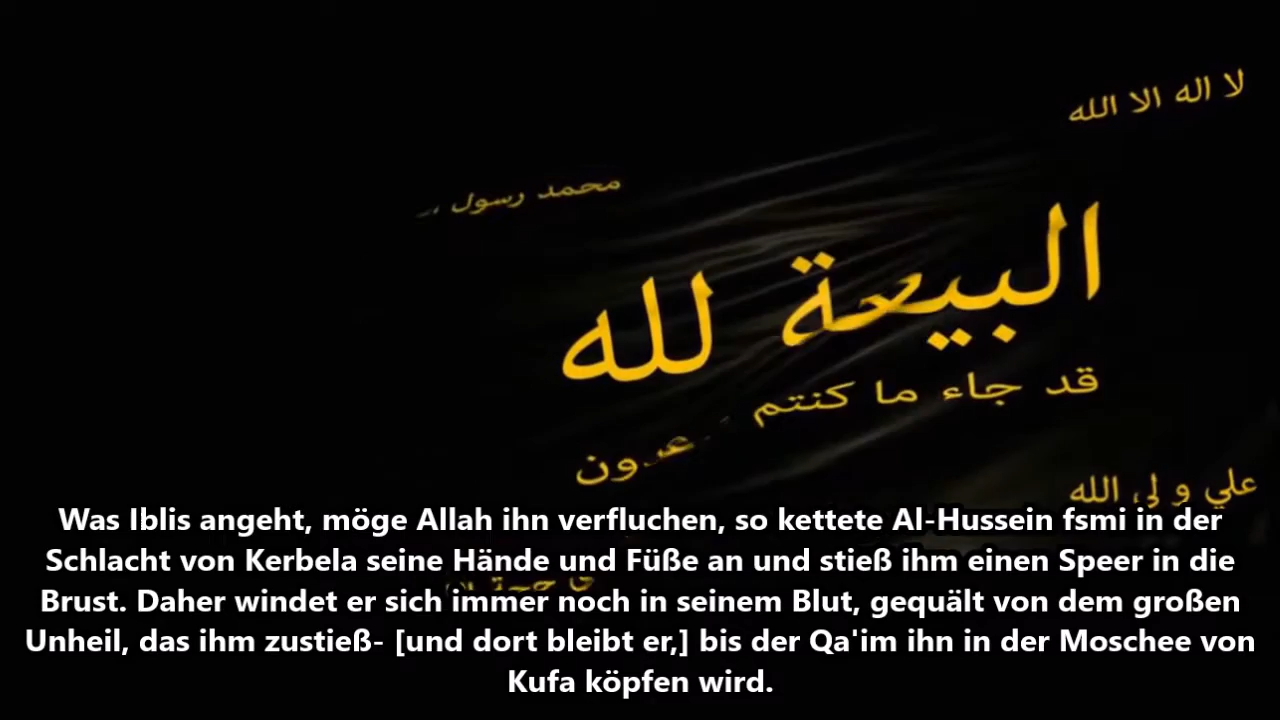 لا اله الا الله
محمد رسول
البيعة لله
قد جاء ما كنتم
علي و لي الله
Was Iblis angeht, möge Allah ihn verfluchen, so kettete Al-Hussein fsmi in der
Schlacht von Kerbela seine Hände und Füße an und stieß ihm einen Speer in die
Brust. Daher windet er sich immer noch in seinem Blut, gequält von dem großen
Unheil, das ihm zustieß- [und dort bleibt er,] bis der Qa'im ihn in der Moschee von
Kufa köpfen wird.